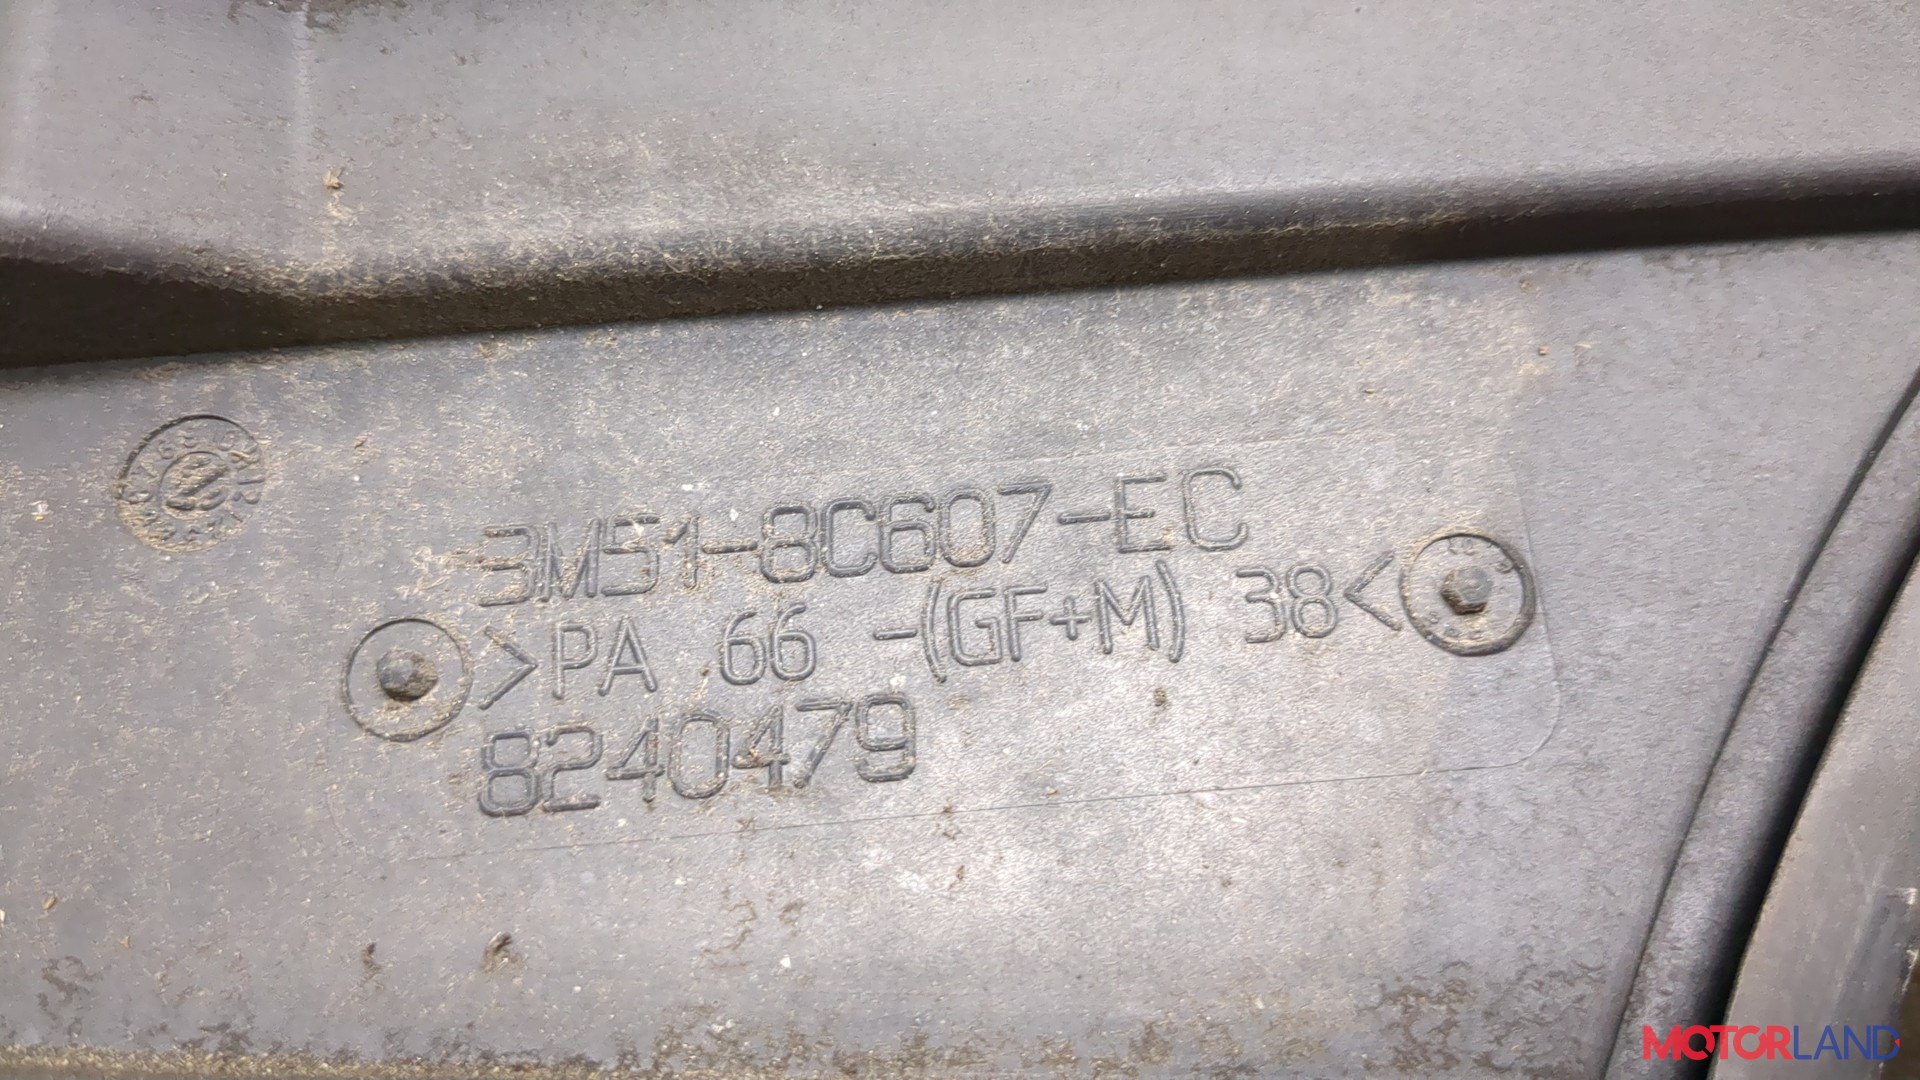 3M51-8C607-EC
>PA 66 -(GF+M) 38<
8240479
MOTORLAND